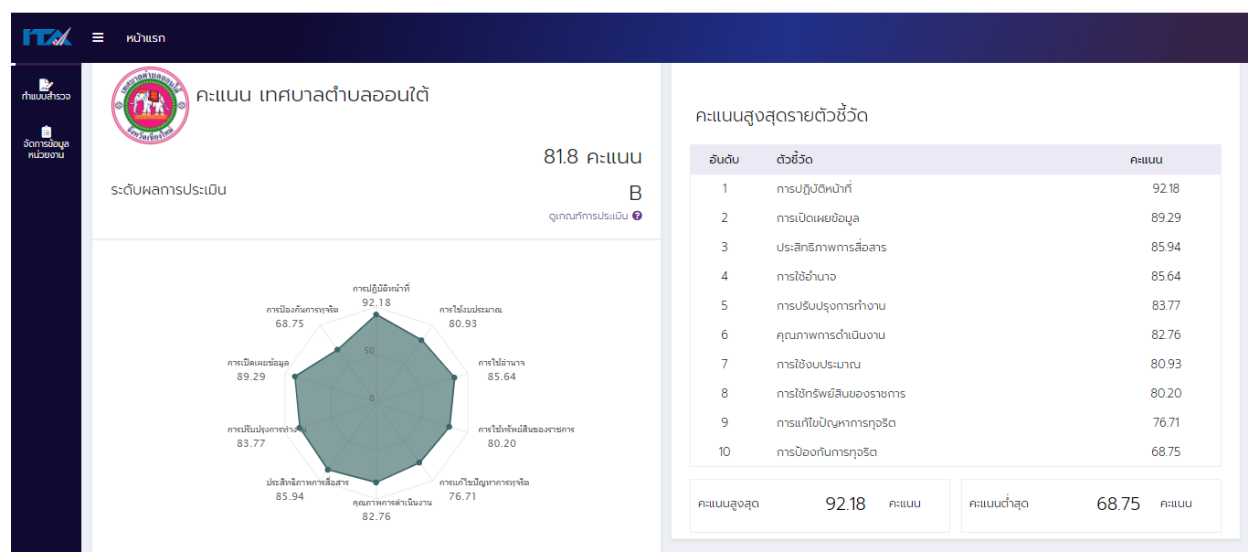 ITA
หน้าแรก
ทำแบบสำรวจ
จัดการข้อมูล
หน่วยงาน
คะแนน เทศบาลตำบลออนใต้
81.8 คะแนน
ระดับผลการประเมิน
B
ดูเกณฑ์การประเมิน
การปฏิบัติหน้าที่
92.18
การป้องกันการทุจริต
68.75
การใช้งบประมาณ
80.93
50
การเปิดเผยข้อมูล
89.29
การใช้อำนาจ
85.64
0
การปรับปรุงการทำงาน
83.77
การใช้ทรัพย์สินของราชการ
80.20
ประสิทธิภาพการสื่อสาร
85.94
การแก้ไขปัญหาการทุจริต
76.71
คุณภาพการดำเนินงาน
82.76
คะแนนสูงสุดรายตัวชี้วัด
อันดับ ตัวชี้วัด คะแนน
1 การปฏิบัติหน้าที่ 92.18
2 การเปิดเผยข้อมูล 89.29
3 ประสิทธิภาพการสื่อสาร 85.94
4 การใช้อำนาจ 85.64
5 การปรับปรุงการทำงาน 83.77
6 คุณภาพการดำเนินงาน 82.76
7 การใช้งบประมาณ 80.93
8 การใช้ทรัพย์สินของราชการ 80.20
9 การแก้ไขปัญหาการทุจริต 76.71
10 การป้องกันการทุจริต 68.75
คะแนนสูงสุด 92.18 คะแนน
คะแนนต่ำสุด 68.75 คะแนน